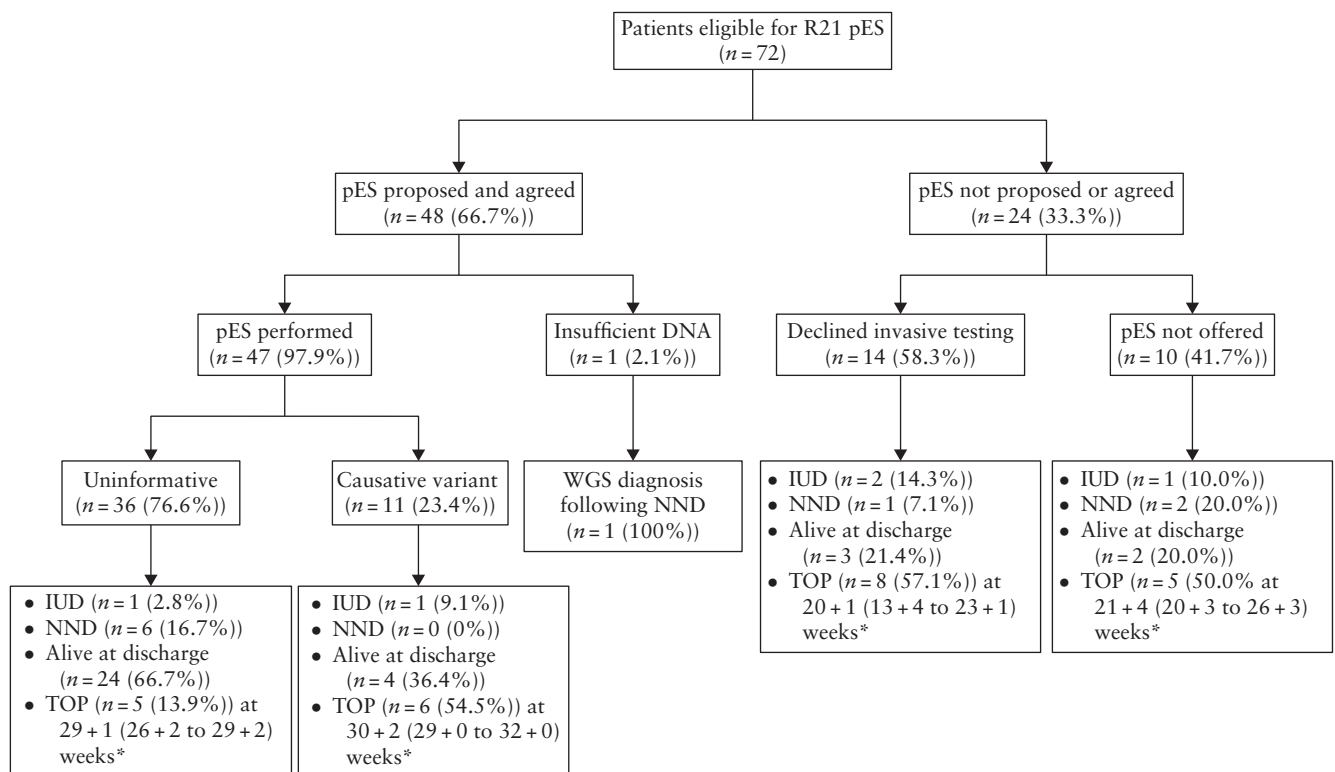 Patients eligible for R21 pES
(n = 72)
pES proposed and agreed
(n = 48 (66.7%))
pES not proposed or agreed
(n = 24 (33.3%))
pES performed
(n = 47 (97.9%))
Insufficient DNA
(n = 1 (2.1%))
Declined invasive testing
(n = 14 (58.3%))
pES not offered
(n = 10 (41.7%))
Uninformative
(n = 36 (76.6%))
Causative variant
(n = 11 (23.4%))
WGS diagnosis
following NND
(n = 1 (100%))
• IUD (n = 2 (14.3%))
• NND (n = 1 (7.1%))
• Alive at discharge
(n = 3 (21.4%))
• TOP (n = 8 (57.1%)) at
20 + 1 (13 + 4 to 23 + 1)
weeks*
• IUD (n = 1 (10.0%))
• NND (n = 2 (20.0%))
• Alive at discharge
(n = 2 (20.0%))
• TOP (n = 5 (50.0% at
21 + 4 (20 + 3 to 26 + 3)
weeks*
• IUD (n = 1 (2.8%))
• NND (n = 6 (16.7%))
• Alive at discharge
(n = 24 (66.7%))
• TOP (n = 5 (13.9%)) at
29 + 1 (26 + 2 to 29 + 2)
weeks*
• IUD (n = 1 (9.1%))
• NND (n = 0 (0%))
• Alive at discharge
(n = 4 (36.4%))
• TOP (n = 6 (54.5%)) at
30 + 2 (29 + 0 to 32 + 0)
weeks*